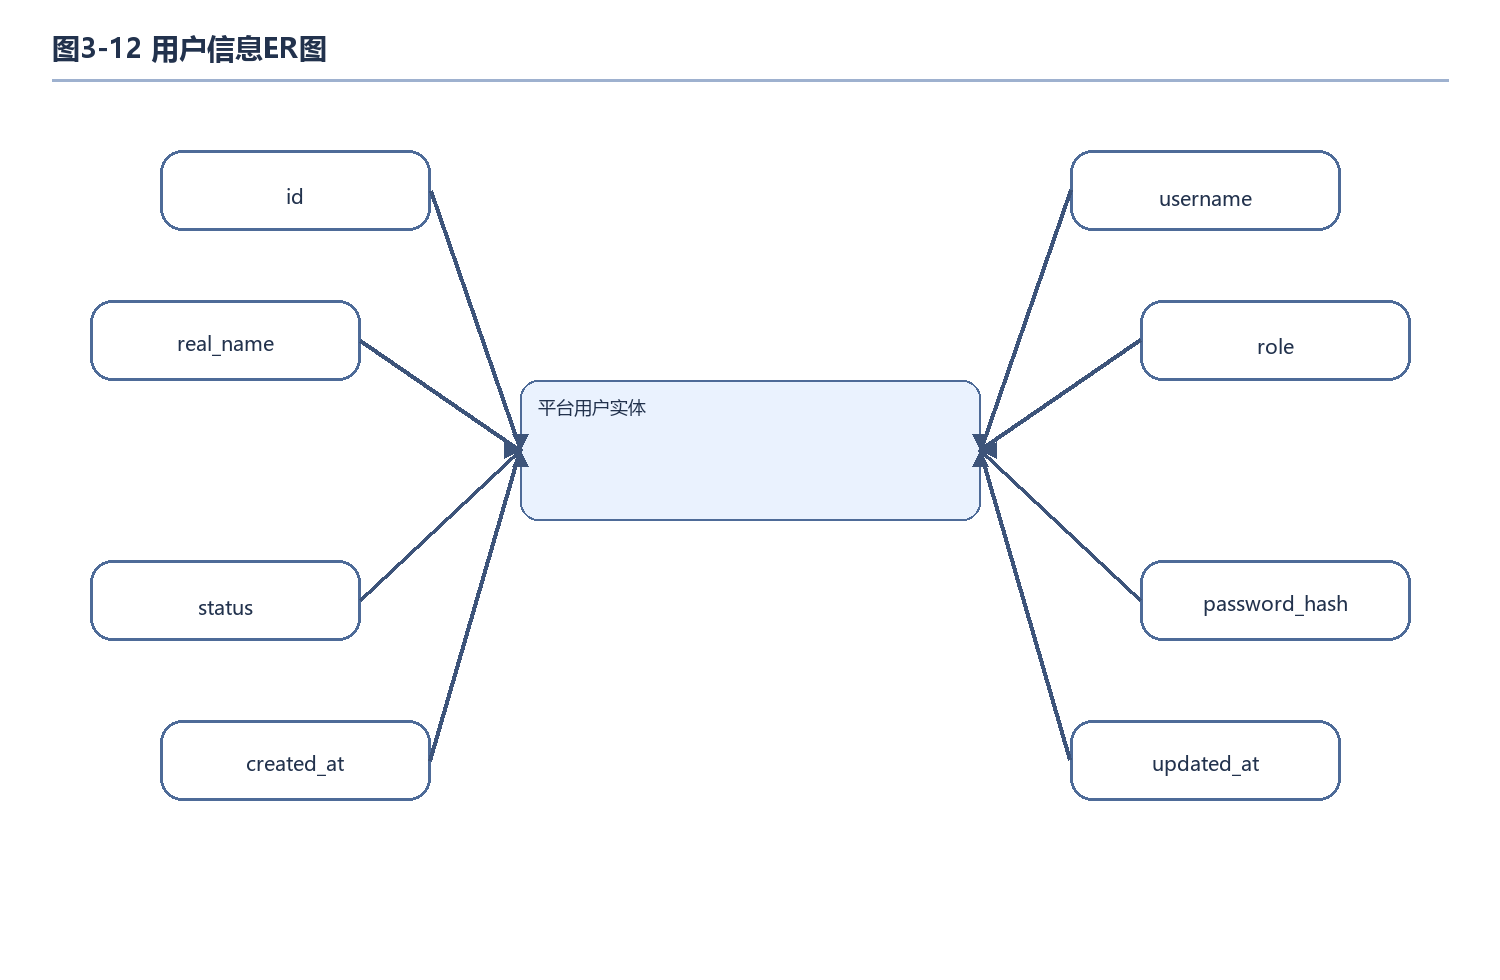 图3-12 用户信息ER图
id
username
real_name
role
平台用户实体
status
password_hash
created_at
updated_at